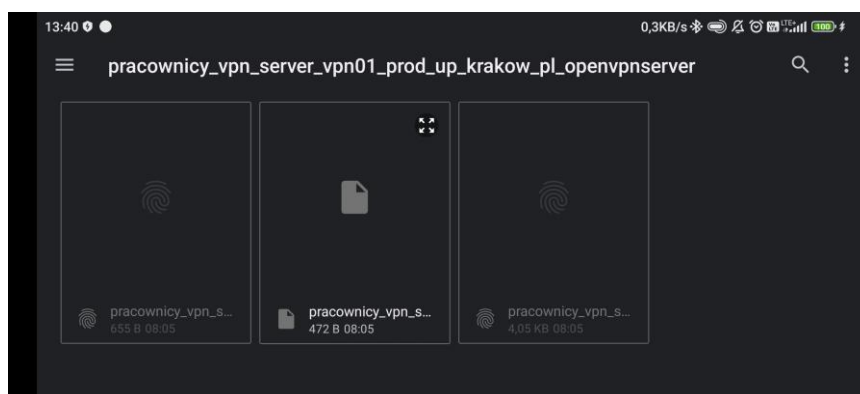 13:40
0,3KB/s LTE+ 100
pracownicy_vpn_server_vpn01_prod_up_krakow_pl_openvpnserver
pracownicy_vpn_s...
655 B 08:05
pracownicy_vpn_s...
472 B 08:05
pracownicy_vpn_s...
4,05 KB 08:05